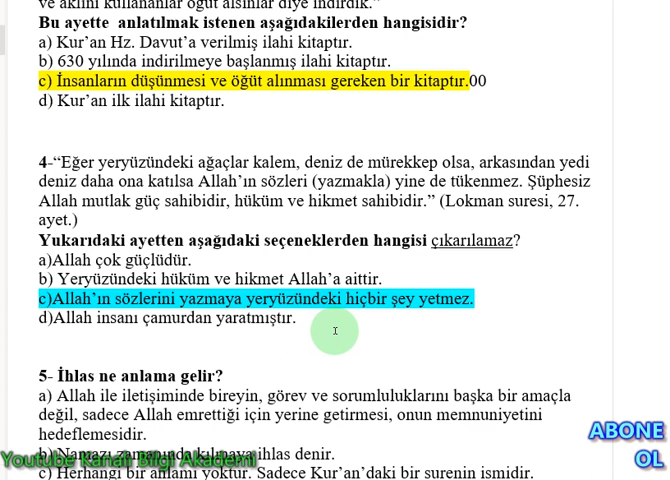 ve aklını kullananlar öğüt alsınlar diye indirdik.”
Bu ayette anlatılmak istenen aşağıdakilerden hangisidir?
a) Kur’an Hz. Davut’a verilmiş ilahi kitaptır.
b) 630 yılında indirilmeye başlanmış ilahi kitaptır.
c) İnsanların düşünmesi ve öğüt alınması gereken bir kitaptır.00
d) Kur’an ilk ilahi kitaptır.
4-“Eğer yeryüzündeki ağaçlar kalem, deniz de mürekkep olsa, arkasından yedi
deniz daha ona katılsa Allah’ın sözleri (yazmakla) yine de tükenmez. Şüphesiz
Allah mutlak güç sahibidir, hüküm ve hikmet sahibidir.” (Lokman suresi, 27.
ayet.)
Yukarıdaki ayetten aşağıdaki seçeneklerden hangisi çıkarılamaz?
a)Allah çok güçlüdür.
b) Yeryüzündeki hüküm ve hikmet Allah’a aittir.
c)Allah’ın sözlerini yazmaya yeryüzündeki hiçbir şey yetmez.
d)Allah insanı çamurdan yaratmıştır.
5- İhlas ne anlama gelir?
a) Allah ile iletişiminde bireyin, görev ve sorumluluklarını başka bir amaçla
değil, sadece Allah emrettiği için yerine getirmesi, onun memnuniyetini
hedeflemesidir.
b) Namazı zamanında kılmaya ihlas denir.
c) Herhangi bir anlamı yoktur. Sadece Kur’an’daki bir surenin ismidir.
Youtube Kanalı Bilgi Akademi
ABONE
OL